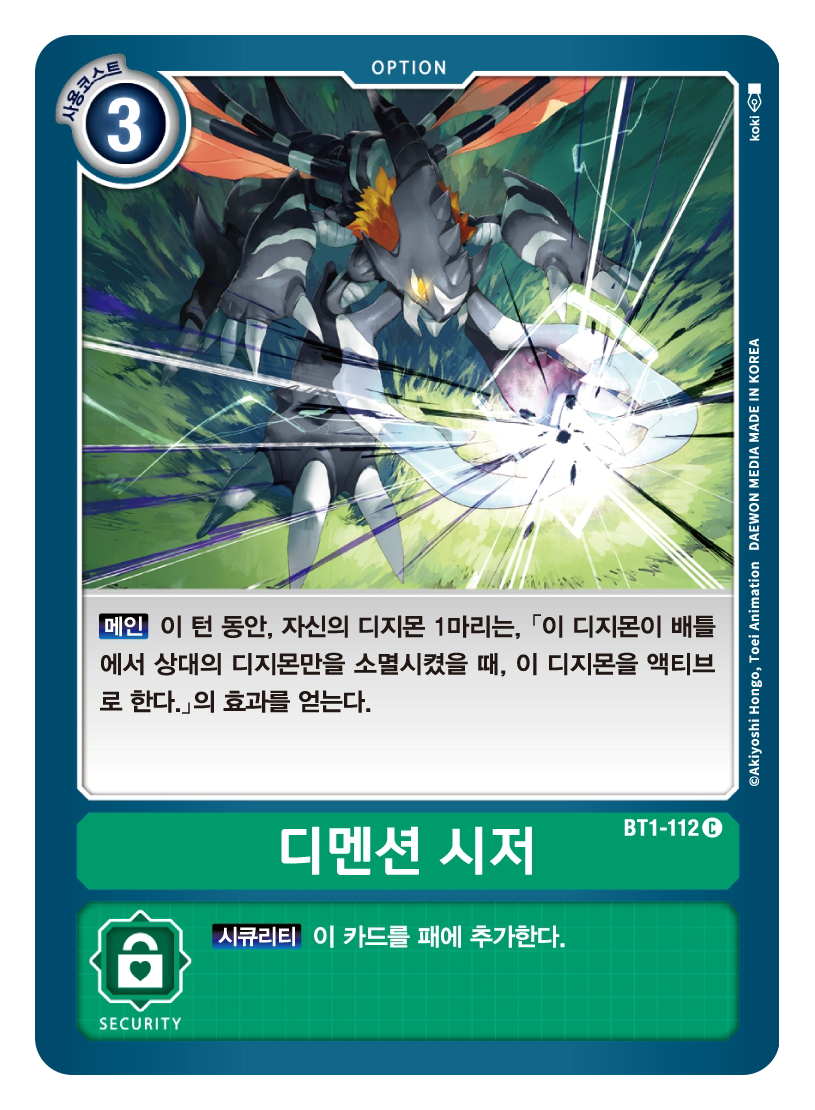 OPTION
사용코스트
3
koki
메인 이 턴 동안, 자신의 디지몬 1마리는, 「이 디지몬이 배틀
에서 상대의 디지몬만을 소멸시켰을 때, 이 디지몬을 액티브
로 한다.」의 효과를 얻는다.
©Akiyoshi Hongo, Toei Animation DAEWON MEDIA MADE IN KOREA
BT1-112 C
디멘션 시저
시큐리티 이 카드를 패에 추가한다.
SECURITY